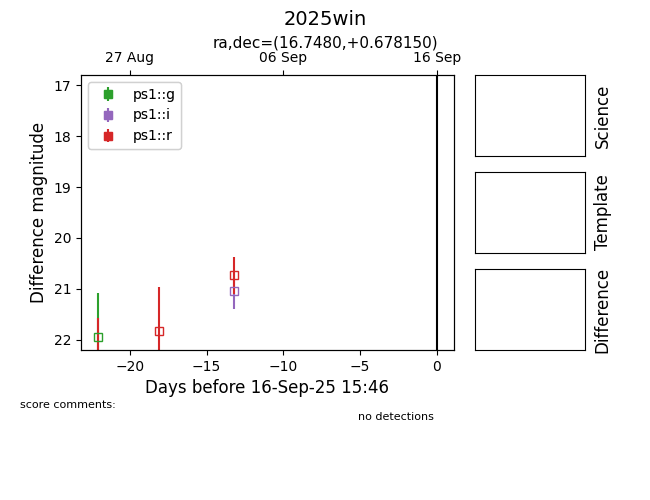 2025win
ra,dec=(16.7480,+0.678150)
27 Aug 06 Sep 16 Sep
ps1::g
ps1::i
ps1::r
17
18
19
20
21
22
Difference magnitude
−20 −15 −10 −5 0
Days before 16-Sep-25 15:46
Science
Template
Difference
score comments:
no detections